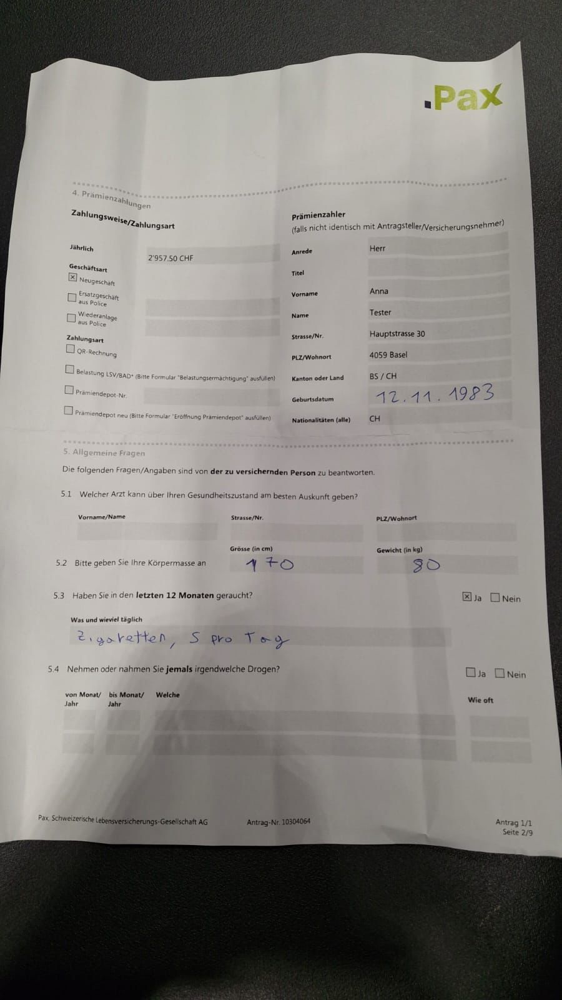 .Pax
4. Prämienzahlungen
Zahlungsweise/Zahlungsart
Jährlich
2'957.50 CHF
Geschäftsart
Neugeschäft
Ersatzgeschäft
aus Police
Wiederanlage
aus Police
Zahlungsart
QR-Rechnung
Belastung LSV/BAD* (Bitte Formular "Belastungsermächtigung" ausfüllen)
Prämiendepot-Nr.
Prämiendepot neu (Bitte Formular "Eröffnung Prämiendepot" ausfüllen)
Prämienzahler
(falls nicht identisch mit Antragsteller/Versicherungsnehmer)
Anrede Herr
Titel
Vorname Anna
Name Tester
Strasse/Nr. Hauptstrasse 30
PLZ/Wohnort 4059 Basel
Kanton oder Land BS / CH
Geburtsdatum 12.11.1983
Nationalitäten (alle) CH
5. Allgemeine Fragen
Die folgenden Fragen/Angaben sind von der zu versichernden Person zu beantworten.
5.1 Welcher Arzt kann über Ihren Gesundheitszustand am besten Auskunft geben?
Vorname/Name Strasse/Nr. PLZ/Wohnort
Grösse (in cm) Gewicht (in kg)
5.2 Bitte geben Sie Ihre Körpermasse an 170 80
5.3 Haben Sie in den letzten 12 Monaten geraucht? Ja Nein
Was und wieviel täglich
Zigaretten, 5 pro Tag
5.4 Nehmen oder nahmen Sie jemals irgendwelche Drogen? Ja Nein
von Monat/ bis Monat/ Welche Wie oft
Jahr Jahr
Pax, Schweizerische Lebensversicherungs-Gesellschaft AG Antrag-Nr. 10304064 Antrag 1/1
Seite 2/9